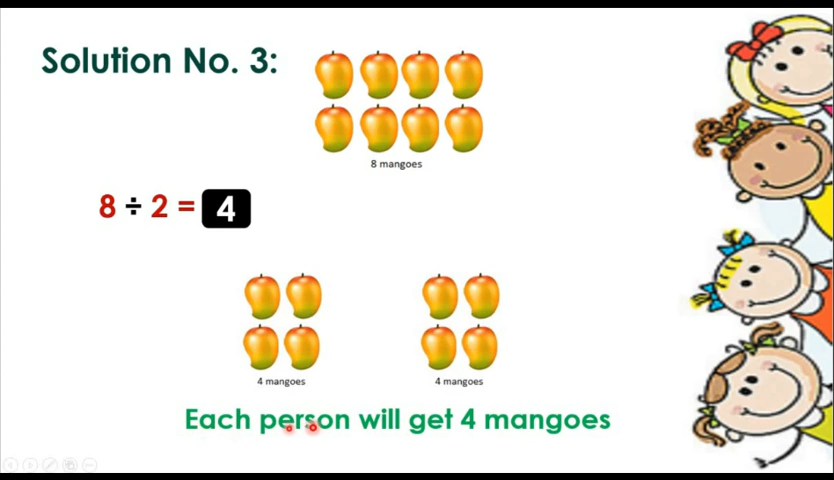 Solution No. 3:
8 mangoes
8 ÷ 2 = 4
4 mangoes
4 mangoes
Each person will get 4 mangoes